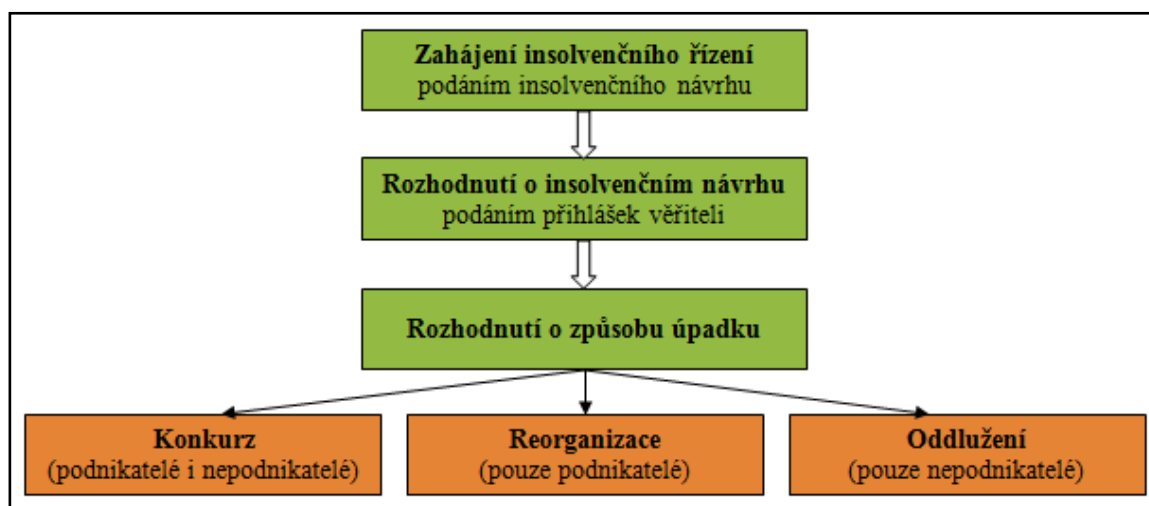 Zahájení insolvenčního řízení
podáním insolvenčního návrhu
Rozhodnutí o insolvenčním návrhu
podáním přihlášek věřiteli
Rozhodnutí o způsobu úpadku
Konkurz
(podnikatelé i nepodnikatelé)
Reorganizace
(pouze podnikatelé)
Oddlužení
(pouze nepodnikatelé)